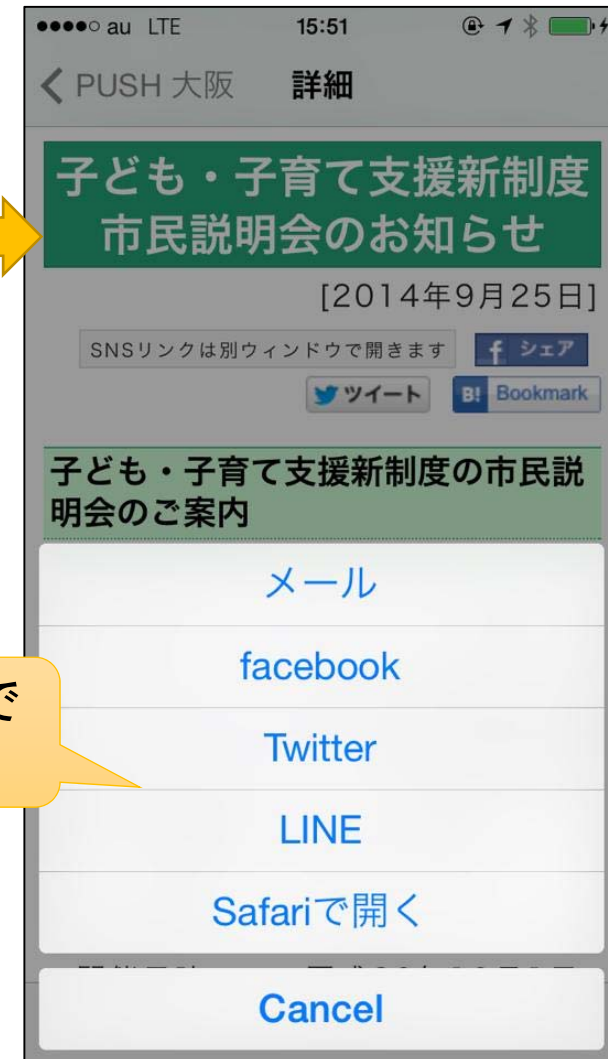 au LTE 15:51
PUSH 大阪 詳細
子ども・子育て支援新制度
市民説明会のお知らせ
[2014年9月25日]
SNSリンクは別ウィンドウで開きます
シェア
ツイート
B! Bookmark
子ども・子育て支援新制度の市民説
明会のご案内
メール
facebook
で
Twitter
LINE
Safariで開く
Cancel